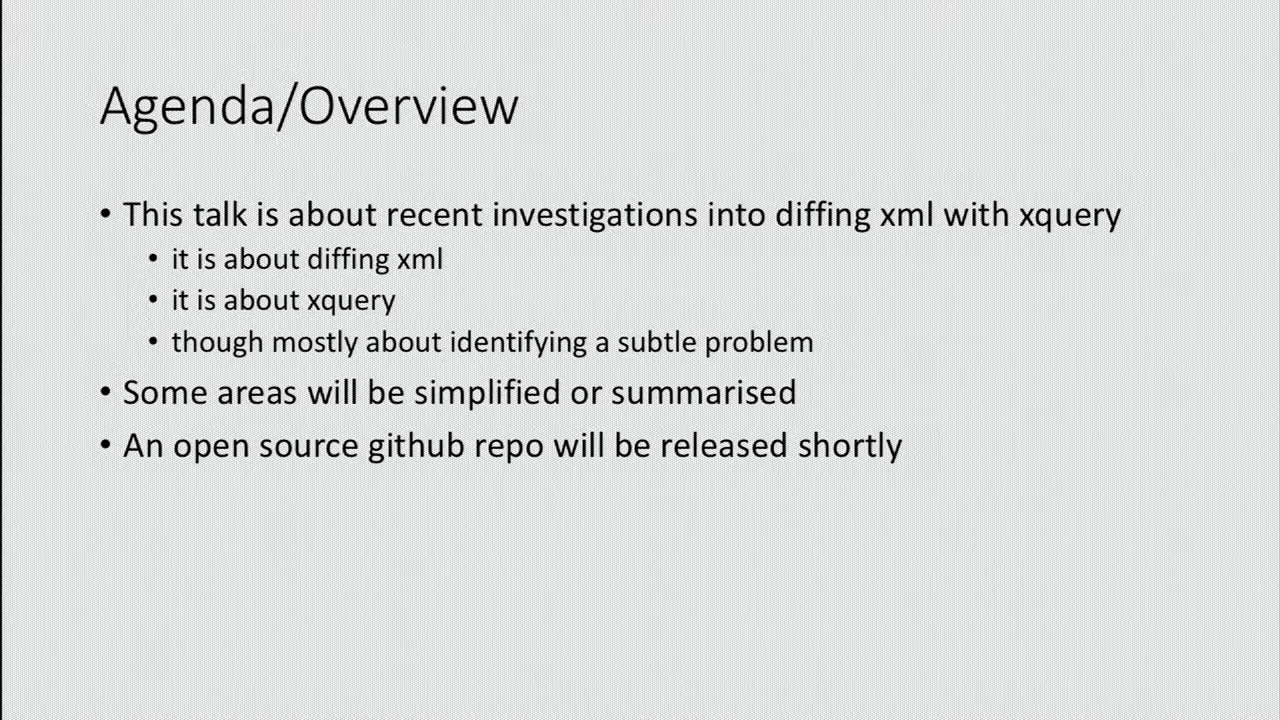 Agenda/Overview
• This talk is about recent investigations into diffing xml with xquery
• it is about diffing xml
• it is about xquery
• though mostly about identifying a subtle problem
• Some areas will be simplified or summarised
• An open source github repo will be released shortly